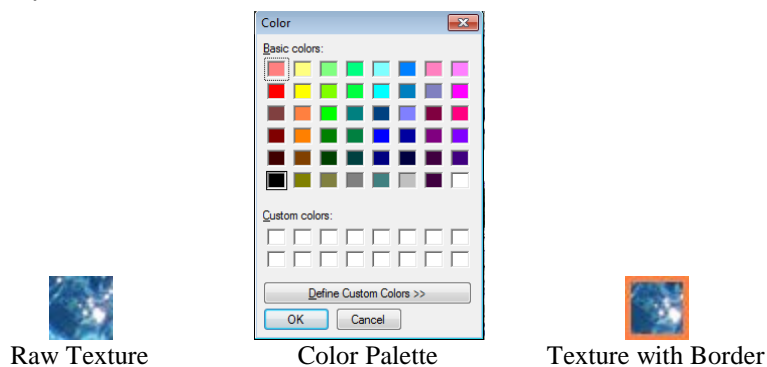 Color
Basic colors:
Custom colors:
Define Custom Colors >>
OK Cancel
Raw Texture Color Palette Texture with Border